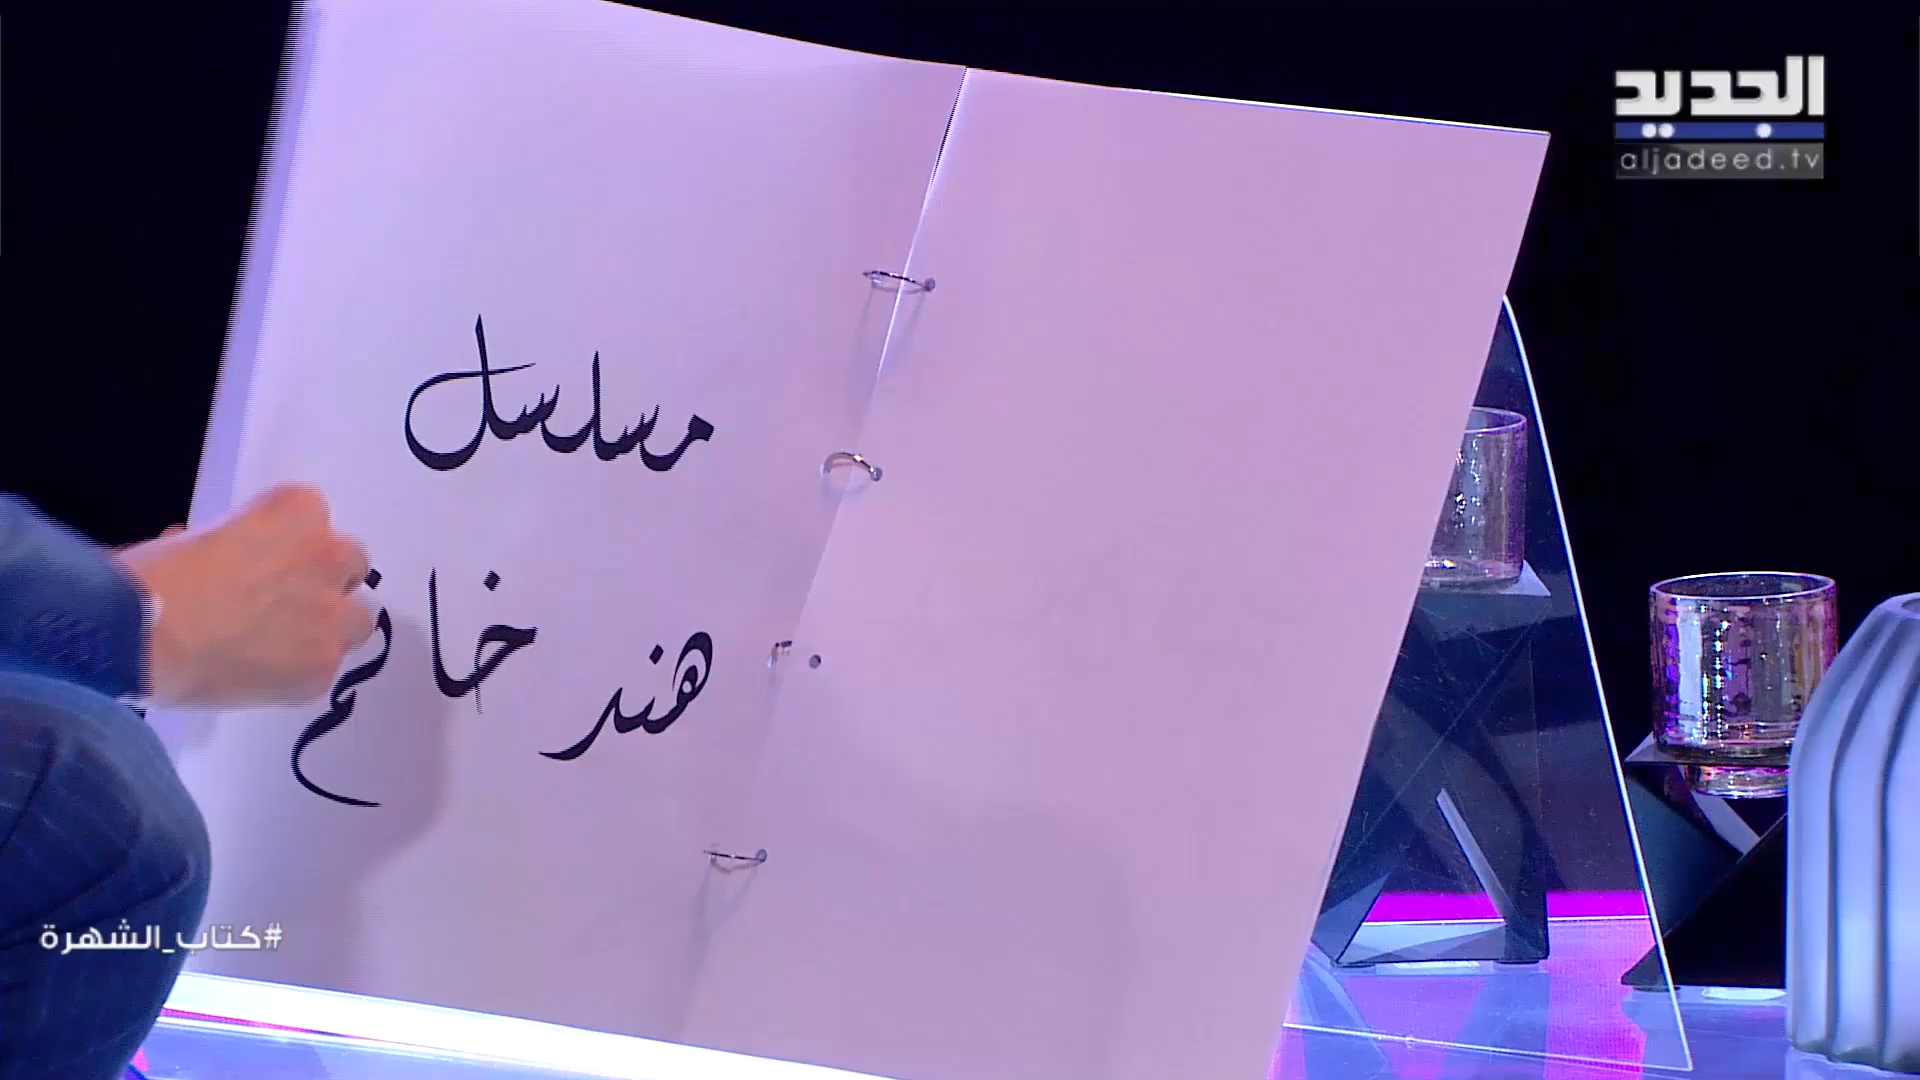 الجديد
aljadeed.tv
مسلسل
هند خانم
#كتاب_الشهرة